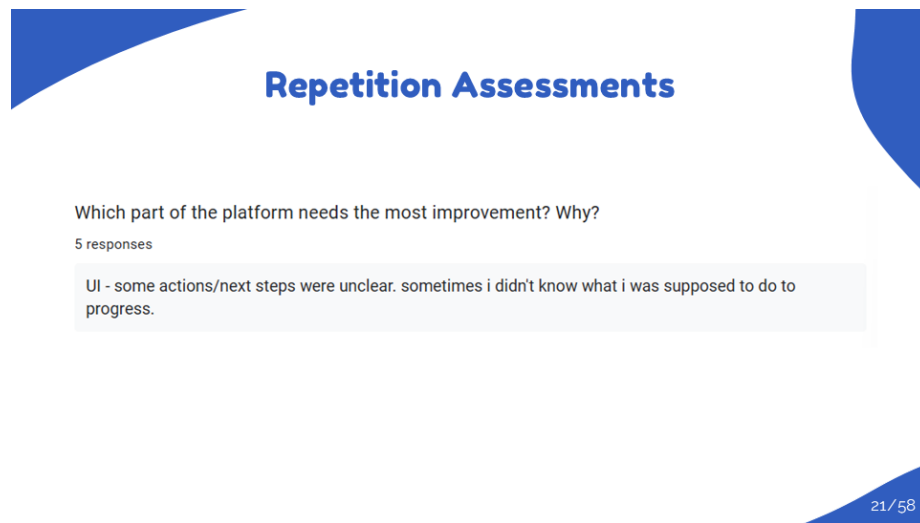 Repetition Assessments
Which part of the platform needs the most improvement? Why?
5 responses
UI - some actions/next steps were unclear. sometimes i didn't know what i was supposed to do to
progress.
21/58